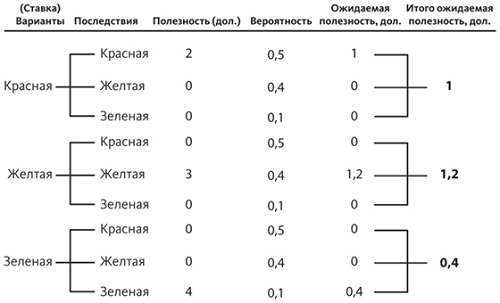 (Ставка) Ожидаемая Итого ожидаемая
Варианты Последствия Полезность (дол.) Вероятность полезность, дол. полезность, дол.
Красная 2 0,5 1
Красная Желтая 0 0,4 0 1
Зеленая 0 0,1 0
Красная 0 0,5 0
Желтая Желтая 3 0,4 1,2 1,2
Зеленая 0 0,1 0
Красная 0 0,5 0
Зеленая Желтая 0 0,4 0 0,4
Зеленая 4 0,1 0,4